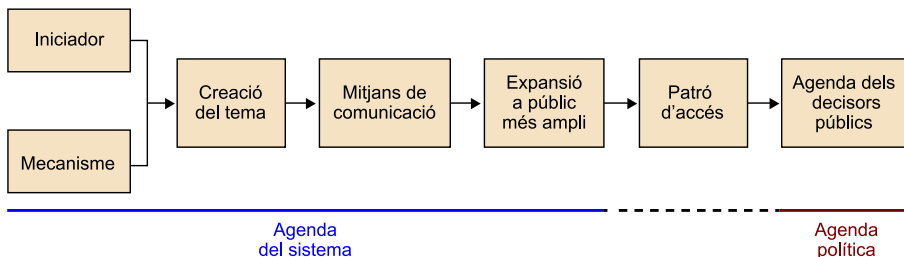 Iniciador
Mecanisme
Creació
del tema
Mitjans de
comunicació
Expansió
a públic
més ampli
Patró
d'accés
Agenda dels
decisors
públics
Agenda
del sistema
Agenda
política